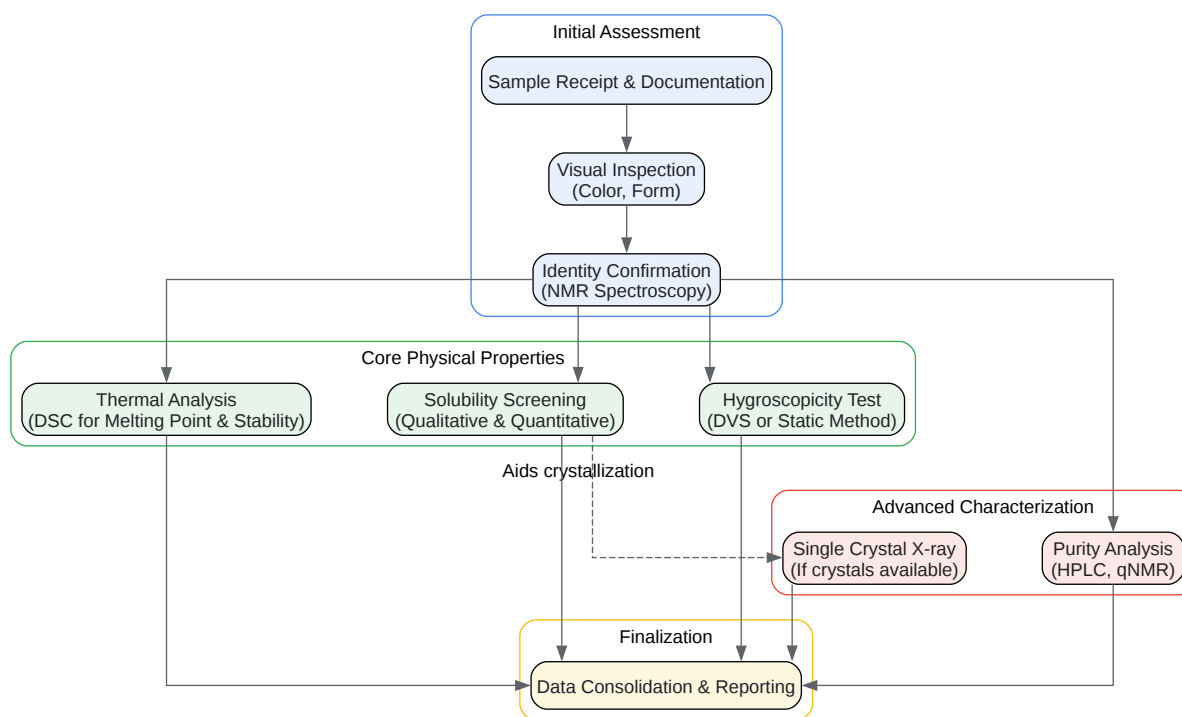 Initial Assessment
Sample Receipt & Documentation
Visual Inspection
(Color, Form)
Identity Confirmation
(NMR Spectroscopy)
Core Physical Properties
Thermal Analysis
(DSC for Melting Point & Stability)
Solubility Screening
(Qualitative & Quantitative)
Hygroscopicity Test
(DVS or Static Method)
Aids crystallization
Advanced Characterization
Single Crystal X-ray
(If crystals available)
Purity Analysis
(HPLC, qNMR)
Finalization
Data Consolidation & Reporting